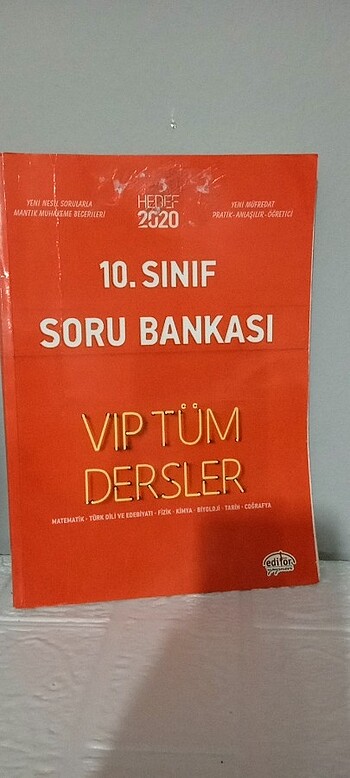 HEDEF
2020
YENİ NESİL SORULARLA
MANTIK MUHAKEME BECERİLERİ
YENİ MÜFREDAT
PRATİK-ANLAŞILIR-ÖĞRETİCİ
10. SINIF
SORU BANKASI
VIP TÜM
DERSLER
MATEMATİK - TÜRK DİLİ VE EDEBİYATI - FİZİK - KİMYA - BİYOLOJİ - TARİH - COĞRAFYA
editör